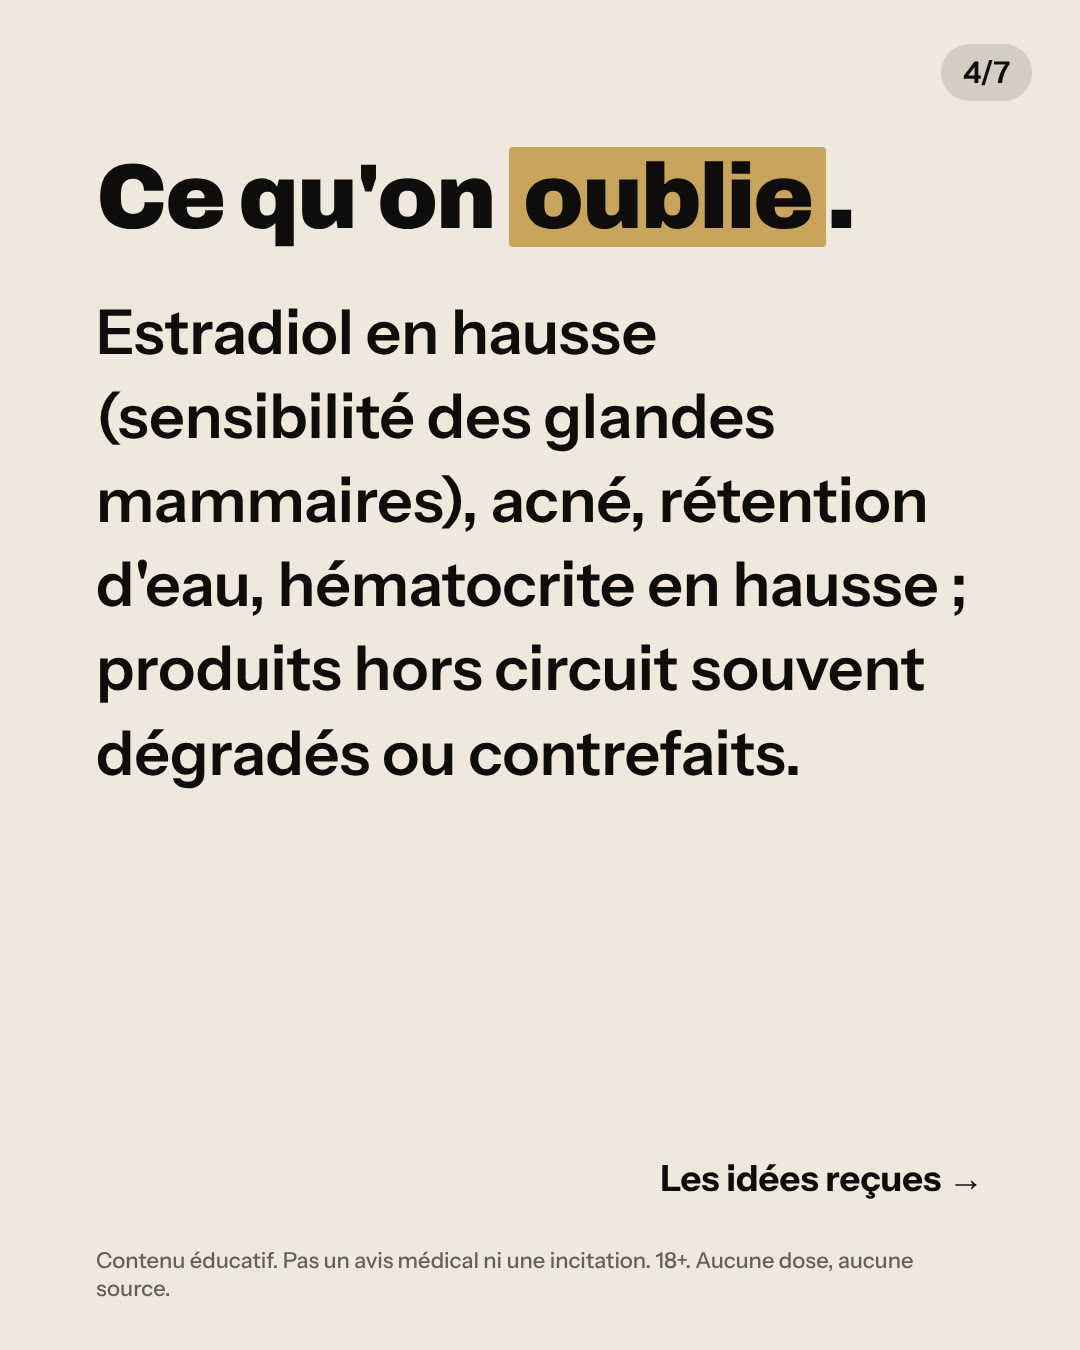 4/7
Ce qu'on oublie.
Estradiol en hausse
(sensibilité des glandes
mammaires), acné, rétention
d'eau, hématocrite en hausse ;
produits hors circuit souvent
dégradés ou contrefaits.
Les idées reçues →
Contenu éducatif. Pas un avis médical ni une incitation. 18+. Aucune dose, aucune
source.